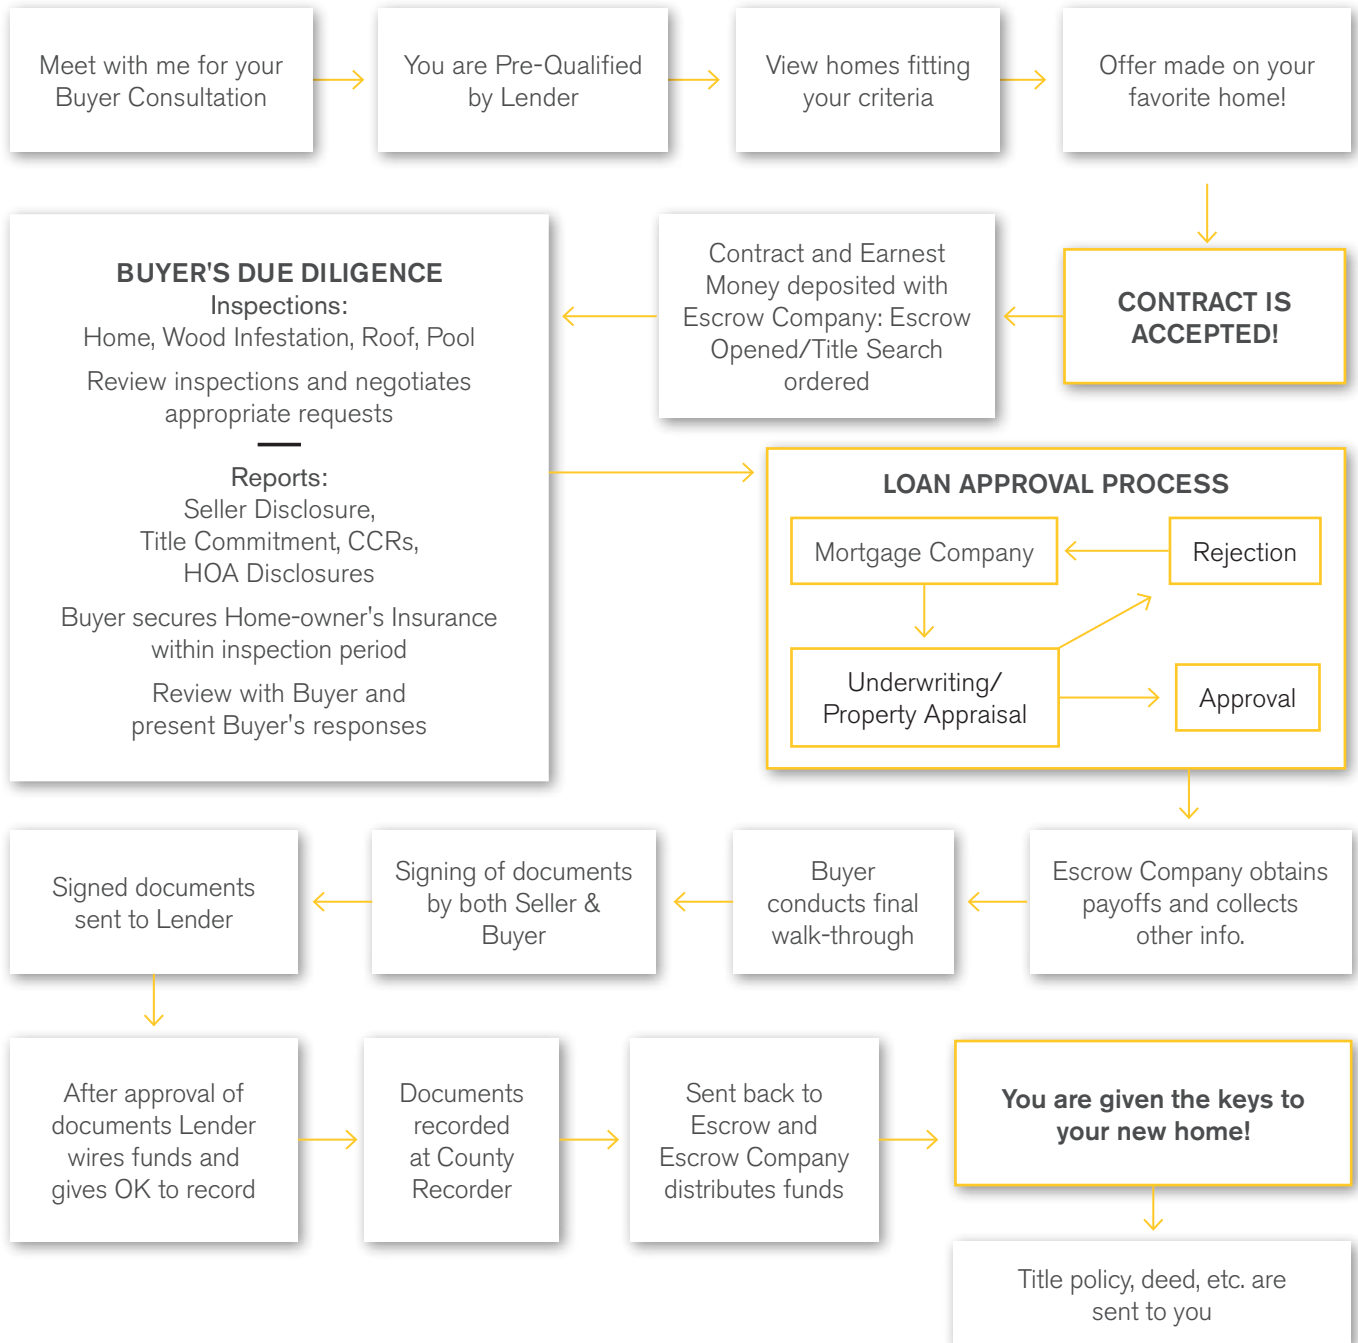 Meet with me for your
Buyer Consultation
You are Pre-Qualified
by Lender
View homes fitting
your criteria
Offer made on your
favorite home!
CONTRACT IS
ACCEPTED!
Contract and Earnest
Money deposited with
Escrow Company: Escrow
Opened/Title Search
ordered
BUYER'S DUE DILIGENCE
Inspections:
Home, Wood Infestation, Roof, Pool
Review inspections and negotiates
appropriate requests
Reports:
Seller Disclosure,
Title Commitment, CCRs,
HOA Disclosures
Buyer secures Home-owner's Insurance
within inspection period
Review with Buyer and
present Buyer's responses
LOAN APPROVAL PROCESS
Mortgage Company
Rejection
Underwriting/
Property Appraisal
Approval
Escrow Company obtains
payoffs and collects
other info.
Buyer
conducts final
walk-through
Signing of documents
by both Seller &
Buyer
Signed documents
sent to Lender
After approval of
documents Lender
wires funds and
gives OK to record
Documents
recorded
at County
Recorder
Sent back to
Escrow and
Escrow Company
distributes funds
You are given the keys to
your new home!
Title policy, deed, etc. are
sent to you